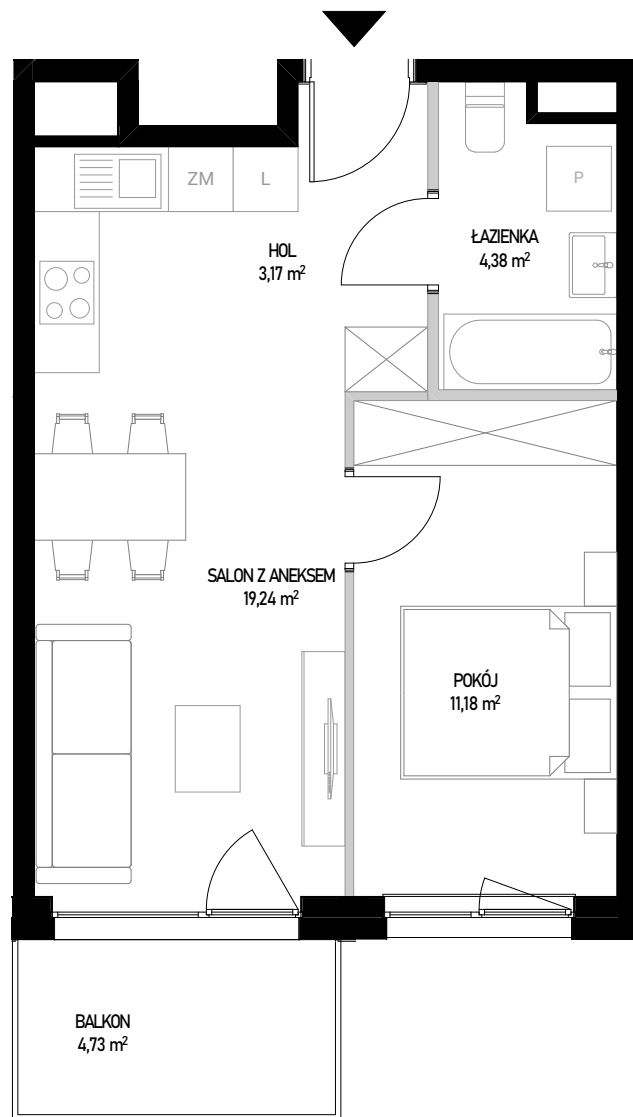 ZM
L
P
HOL
3,17 m²
ŁAZIENKA
4,38 m²
SALON Z ANEKSEM
19,24 m²
POKÓJ
11,18 m²
BALKON
4,73 m²